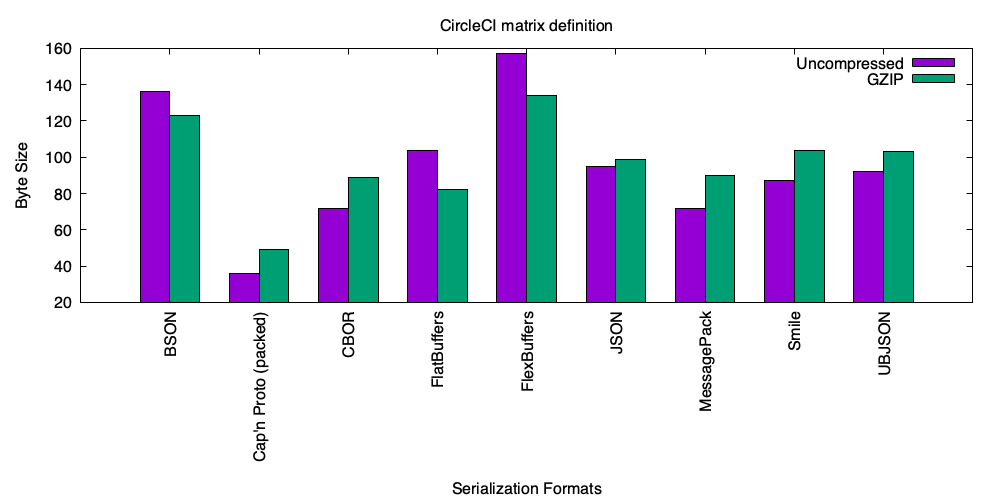 CircleCI matrix definition
Uncompressed
GZIP
Byte Size
160
140
120
100
80
60
40
20
BSON
Cap'n Proto (packed)
CBOR
FlatBuffers
FlexBuffers
JSON
MessagePack
Smile
UBJSON
Serialization Formats